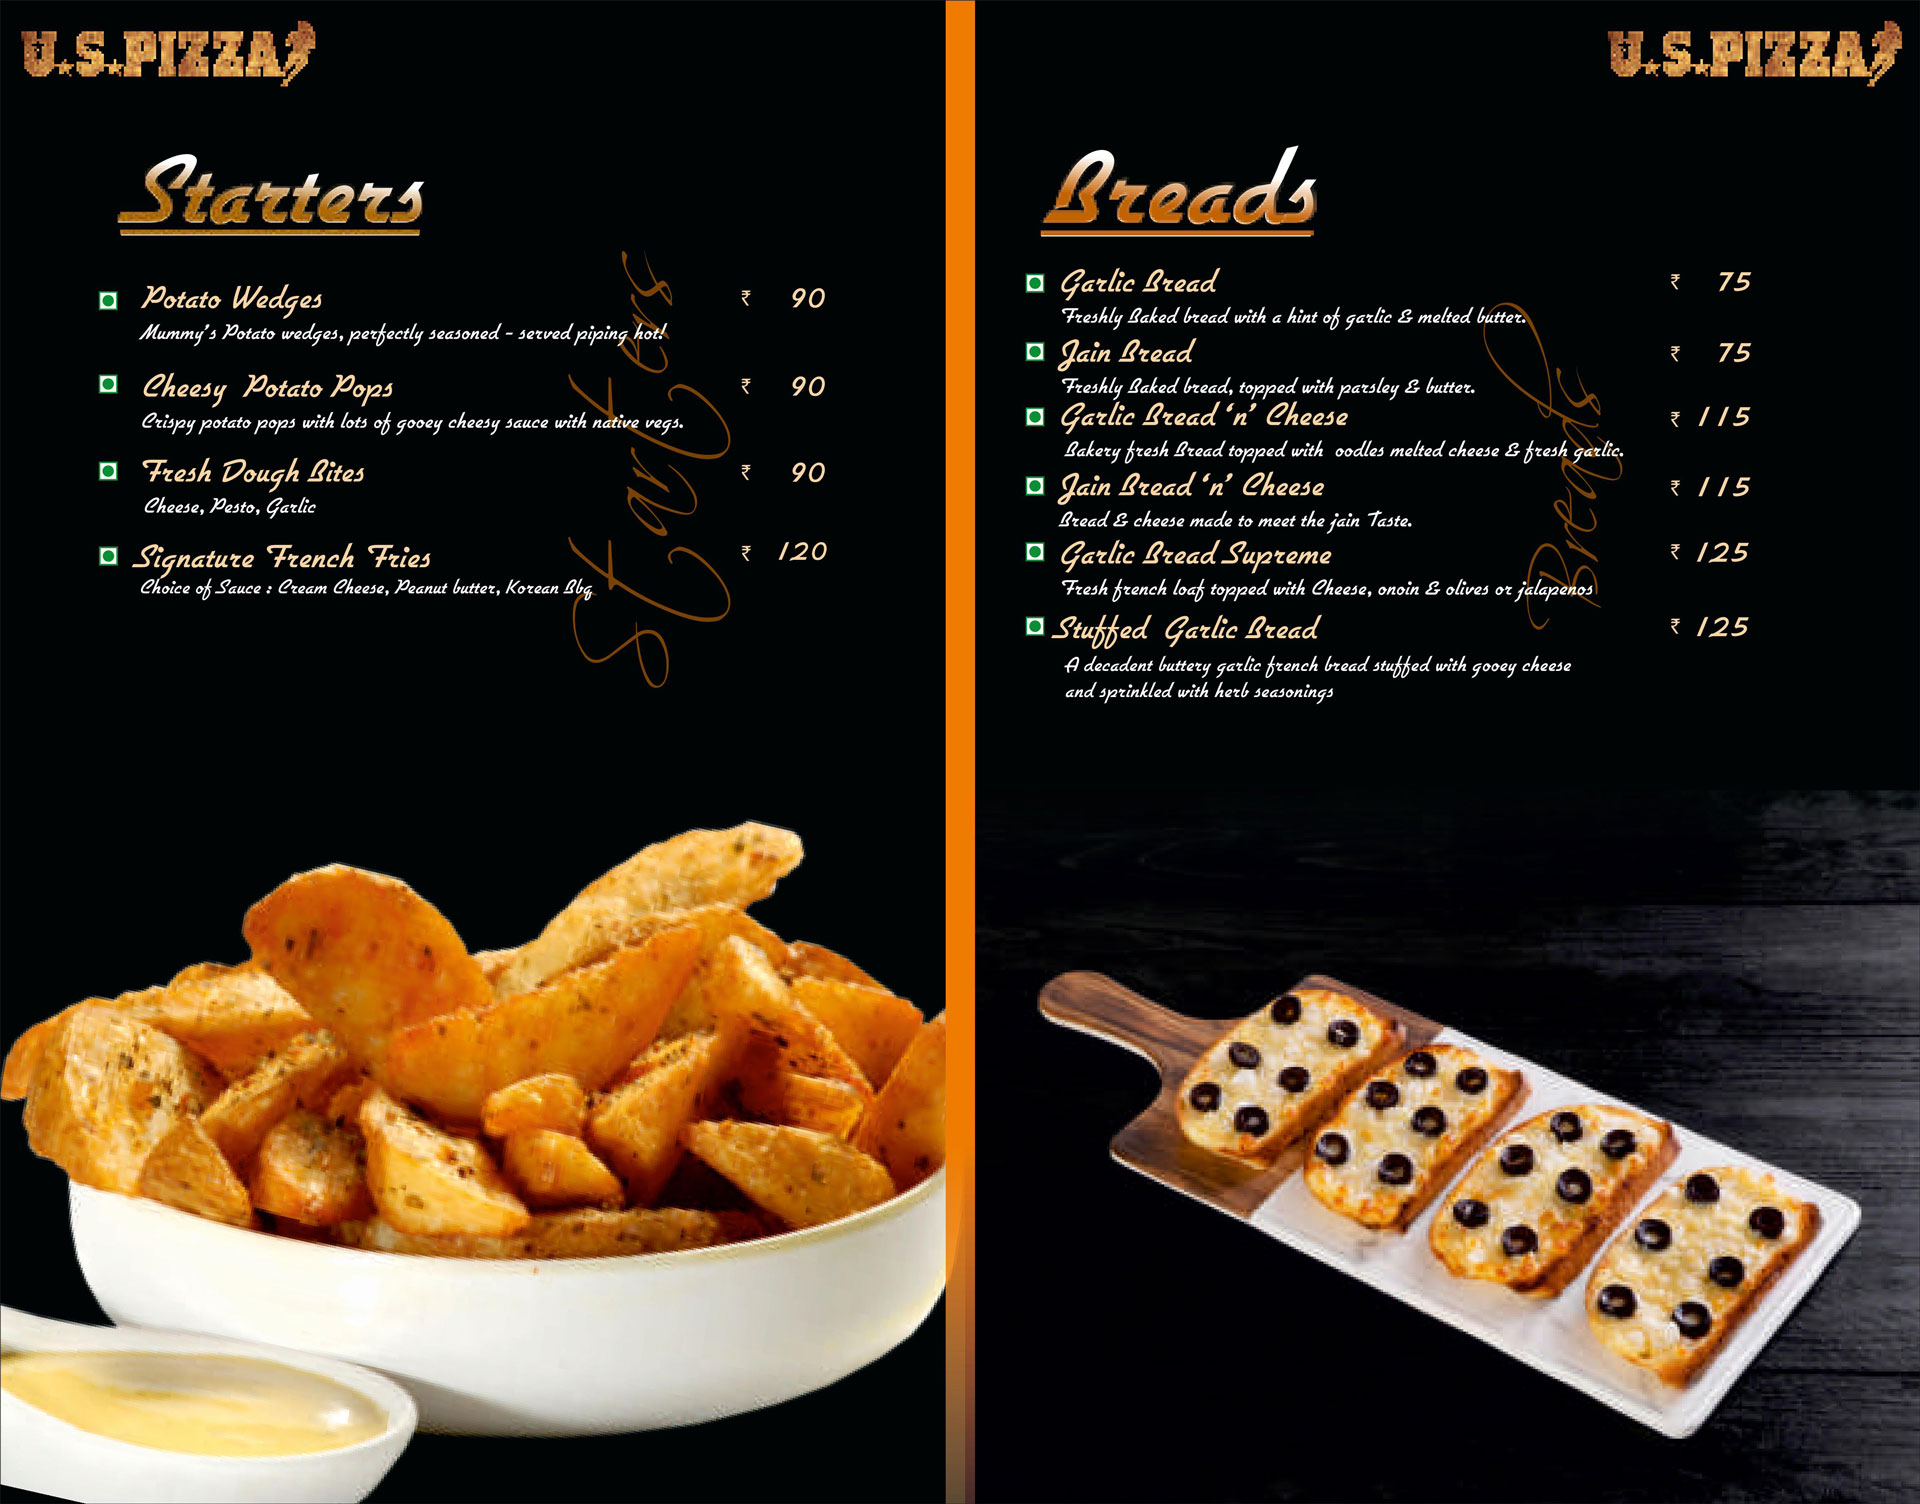 U.S.PIZZA
Starters
Starters
Potato Wedges ₹ 90
Mummy's Potato wedges, perfectly seasoned - served piping hot!
Cheesy Potato Pops ₹ 90
Crispy potato pops with lots of gooey cheesy sauce with native vegs.
Fresh Dough Bites ₹ 90
Cheese, Pesto, Garlic
Signature French Fries ₹ 120
Choice of Sauce : Cream Cheese, Peanut butter, Korean Bbq
U.S.PIZZA
Breads
Breads
Garlic Bread ₹ 75
Freshly Baked bread with a hint of garlic & melted butter.
Jain Bread ₹ 75
Freshly Baked bread, topped with parsley & butter.
Garlic Bread ‘n’ Cheese ₹ 115
Bakery fresh Bread topped with oodles melted cheese & fresh garlic.
Jain Bread ‘n’ Cheese ₹ 115
Bread & cheese made to meet the jain Taste.
Garlic Bread Supreme ₹ 125
Fresh french loaf topped with Cheese, onoin & olives or jalapenos
Stuffed Garlic Bread ₹ 125
A decadent buttery garlic french bread stuffed with gooey cheese
and sprinkled with herb seasonings